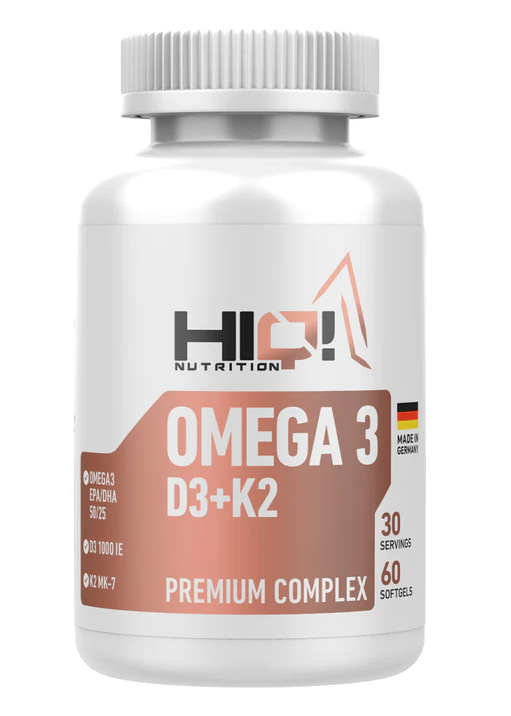 HIQ!
NUTRITION
OMEGA 3
D3+K2
PREMIUM COMPLEX
OMEGA3
EPA/DHA
50/25
D3 1000 IE
K2 MK-7
MADE IN
GERMANY
30
SERVINGS
60
SOFTGELS